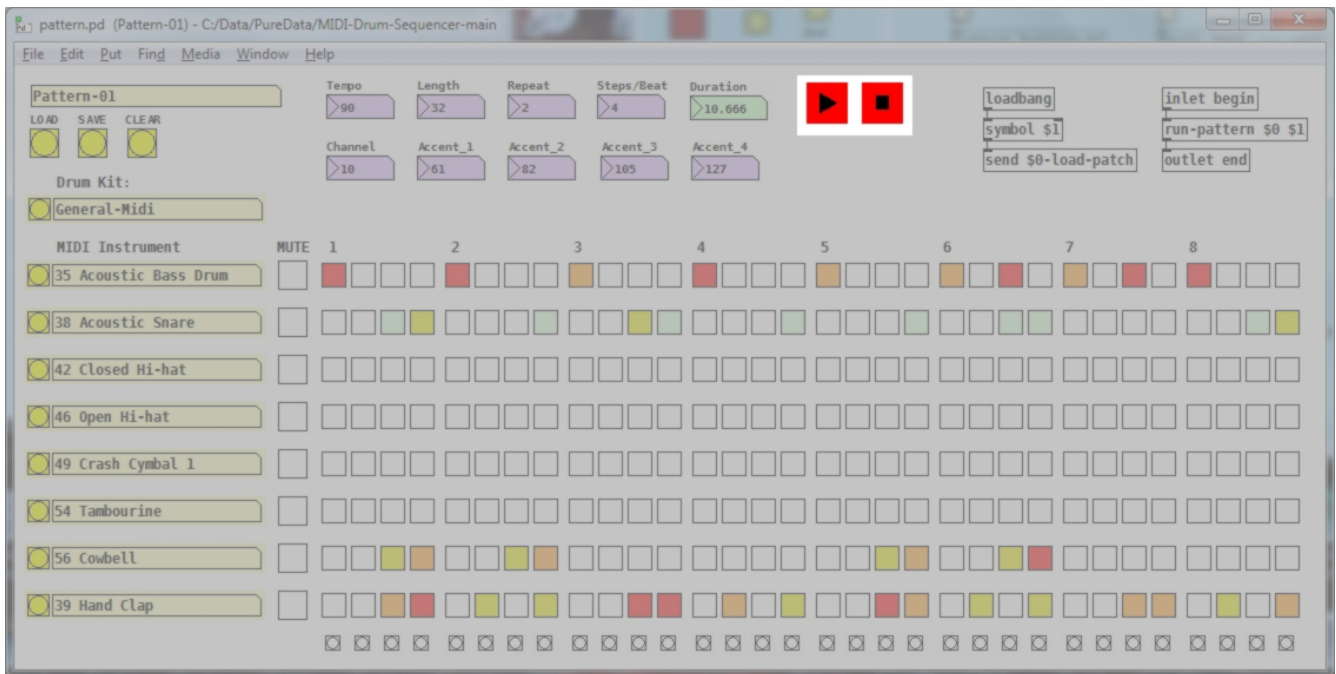 pattern.pd (Pattern-01) - C:/Data/PureData/MIDI-Drum-Sequencer-main
File Edit Put Find Media Window Help
Pattern-01
LOAD SAVE CLEAR
Tempo Length Repeat Steps/Beat Duration
90 32 2 4 10.666
Channel Accent_1 Accent_2 Accent_3 Accent_4
10 61 82 105 127
loadbang
symbol $1
send $0-load-patch
inlet begin
run-pattern $0 $1
outlet end
Drum Kit:
General-Midi
MIDI Instrument MUTE 1 2 3 4 5 6 7 8
35 Acoustic Bass Drum
38 Acoustic Snare
42 Closed Hi-hat
46 Open Hi-hat
49 Crash Cymbal 1
54 Tambourine
56 Cowbell
39 Hand Clap